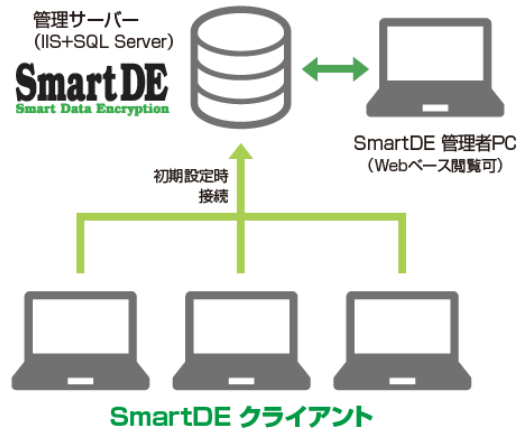 管理サーバー
（IIS+SQL Server）
SmartDE
Smart Data Encryption
SmartDE 管理者PC
（Webベース閲覧可）
初期設定時
接続
SmartDE クライアント